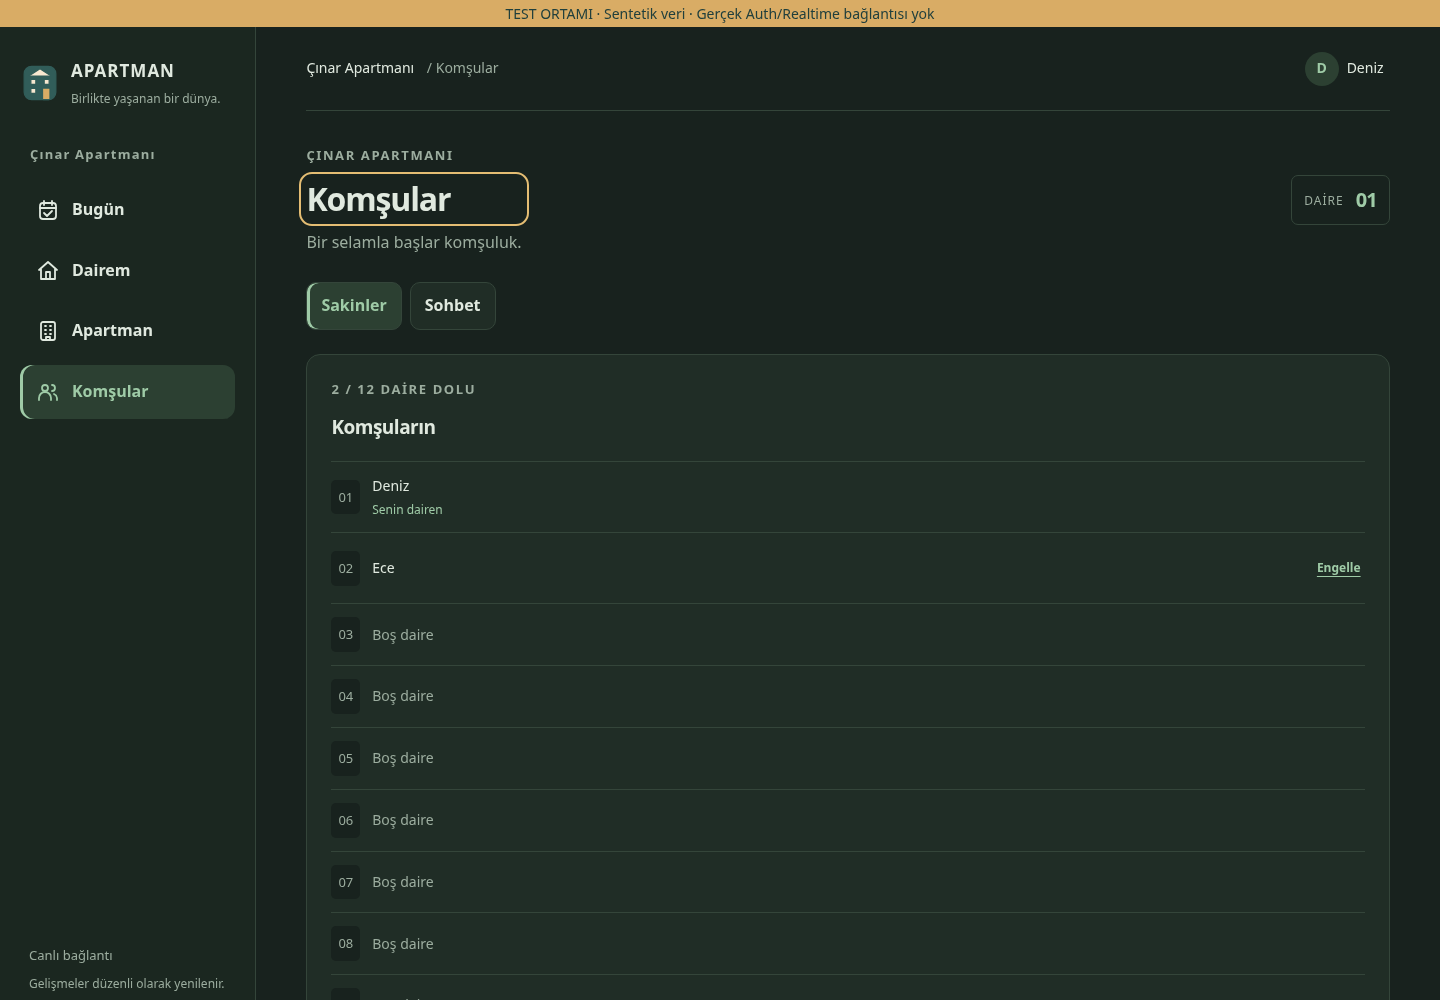 TEST ORTAMI · Sentetik veri · Gerçek Auth/Realtime bağlantısı yok
APARTMAN
Birlikte yaşanan bir dünya.
Çınar Apartmanı
Bugün
Dairem
Apartman
Komşular
Canlı bağlantı
Gelişmeler düzenli olarak yenilenir.
Çınar Apartmanı / Komşular
D Deniz
ÇINAR APARTMANI
Komşular
Bir selamla başlar komşuluk.
DAİRE 01
Sakinler
Sohbet
2 / 12 DAİRE DOLU
Komşuların
01 Deniz
Senin dairen
02 Ece Engelle
03 Boş daire
04 Boş daire
05 Boş daire
06 Boş daire
07 Boş daire
08 Boş daire